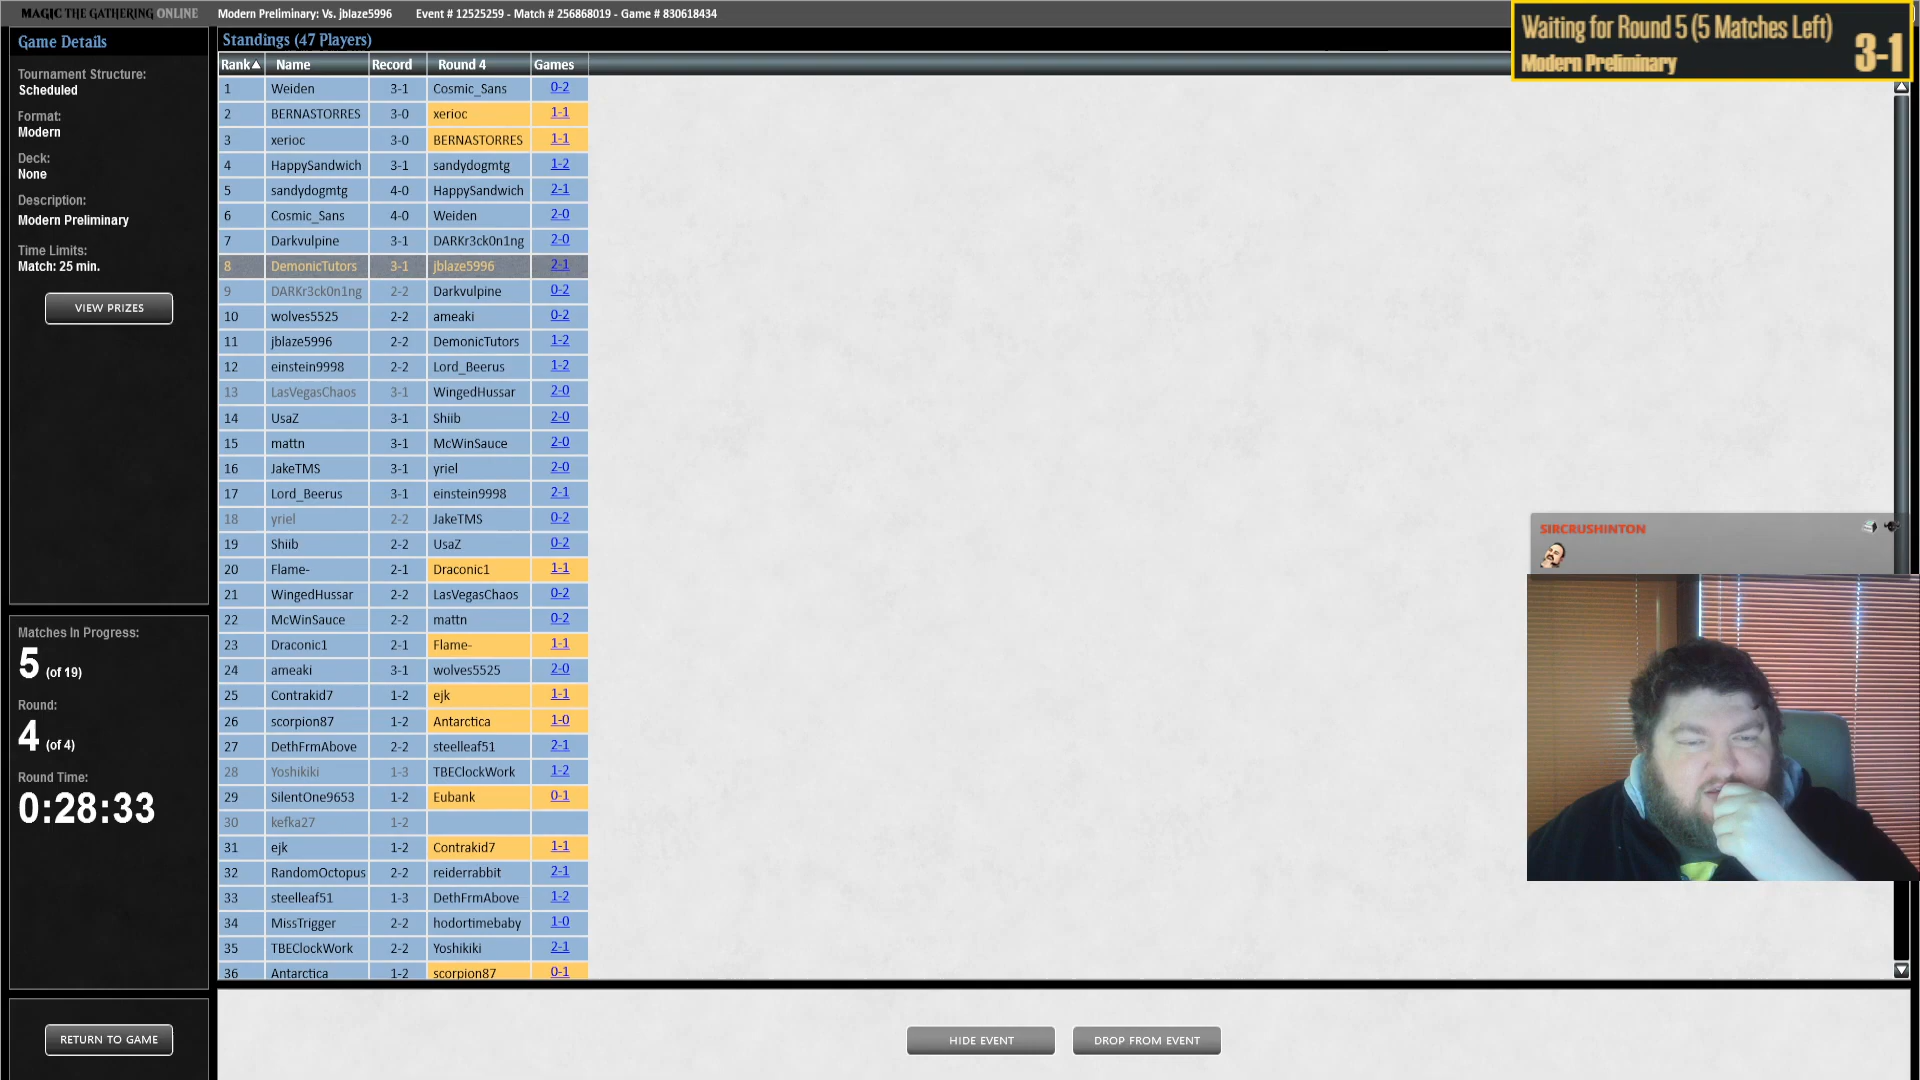 MAGIC THE GATHERING ONLINE
Modern Preliminary: Vs. jblaze5996 Event # 12525259 - Match # 256868019 - Game # 830618434
Waiting for Round 5 (5 Matches Left)
Modern Preliminary
3-1
Game Details
Tournament Structure:
Scheduled
Format:
Modern
Deck:
None
Description:
Modern Preliminary
Time Limits:
Match: 25 min.
VIEW PRIZES
Matches In Progress:
5 (of 19)
Round:
4 (of 4)
Round Time:
0:28:33
RETURN TO GAME
Standings (47 Players)
Rank Name Record Round 4 Games
1 Weiden 3-1 Cosmic_Sans 0-2
2 BERNASTORRES 3-0 xerioc 1-1
3 xerioc 3-0 BERNASTORRES 1-1
4 HappySandwich 3-1 sandydogmtg 1-2
5 sandydogmtg 4-0 HappySandwich 2-1
6 Cosmic_Sans 4-0 Weiden 2-0
7 Darkvulpine 3-1 DARKr3ck0n1ng 2-0
8 DemonicTutors 3-1 jblaze5996 2-1
9 DARKr3ck0n1ng 2-2 Darkvulpine 0-2
10 wolves5525 2-2 ameaki 0-2
11 jblaze5996 2-2 DemonicTutors 1-2
12 einstein9998 2-2 Lord_Beerus 1-2
13 LasVegasChaos 3-1 WingedHussar 2-0
14 UsaZ 3-1 Shiib 2-0
15 mattn 3-1 McWinSauce 2-0
16 JakeTMS 3-1 yriel 2-0
17 Lord_Beerus 3-1 einstein9998 2-1
18 yriel 2-2 JakeTMS 0-2
19 Shiib 2-2 UsaZ 0-2
20 Flame- 2-1 Draconic1 1-1
21 WingedHussar 2-2 LasVegasChaos 0-2
22 McWinSauce 2-2 mattn 0-2
23 Draconic1 2-1 Flame- 1-1
24 ameaki 3-1 wolves5525 2-0
25 Contrakid7 1-2 ejk 1-1
26 scorpion87 1-2 Antarctica 1-0
27 DethFrmAbove 2-2 steelleaf51 2-1
28 Yoshikiki 1-3 TBEClockWork 1-2
29 SilentOne9653 1-2 Eubank 0-1
30 kefka27 1-2
31 ejk 1-2 Contrakid7 1-1
32 RandomOctopus 2-2 reiderrabbit 2-1
33 steelleaf51 1-3 DethFrmAbove 1-2
34 MissTrigger 2-2 hodortimebaby 1-0
35 TBEClockWork 2-2 Yoshikiki 2-1
36 Antarctica 1-2 scorpion87 0-1
SIRCRUSHINTON
HIDE EVENT
DROP FROM EVENT